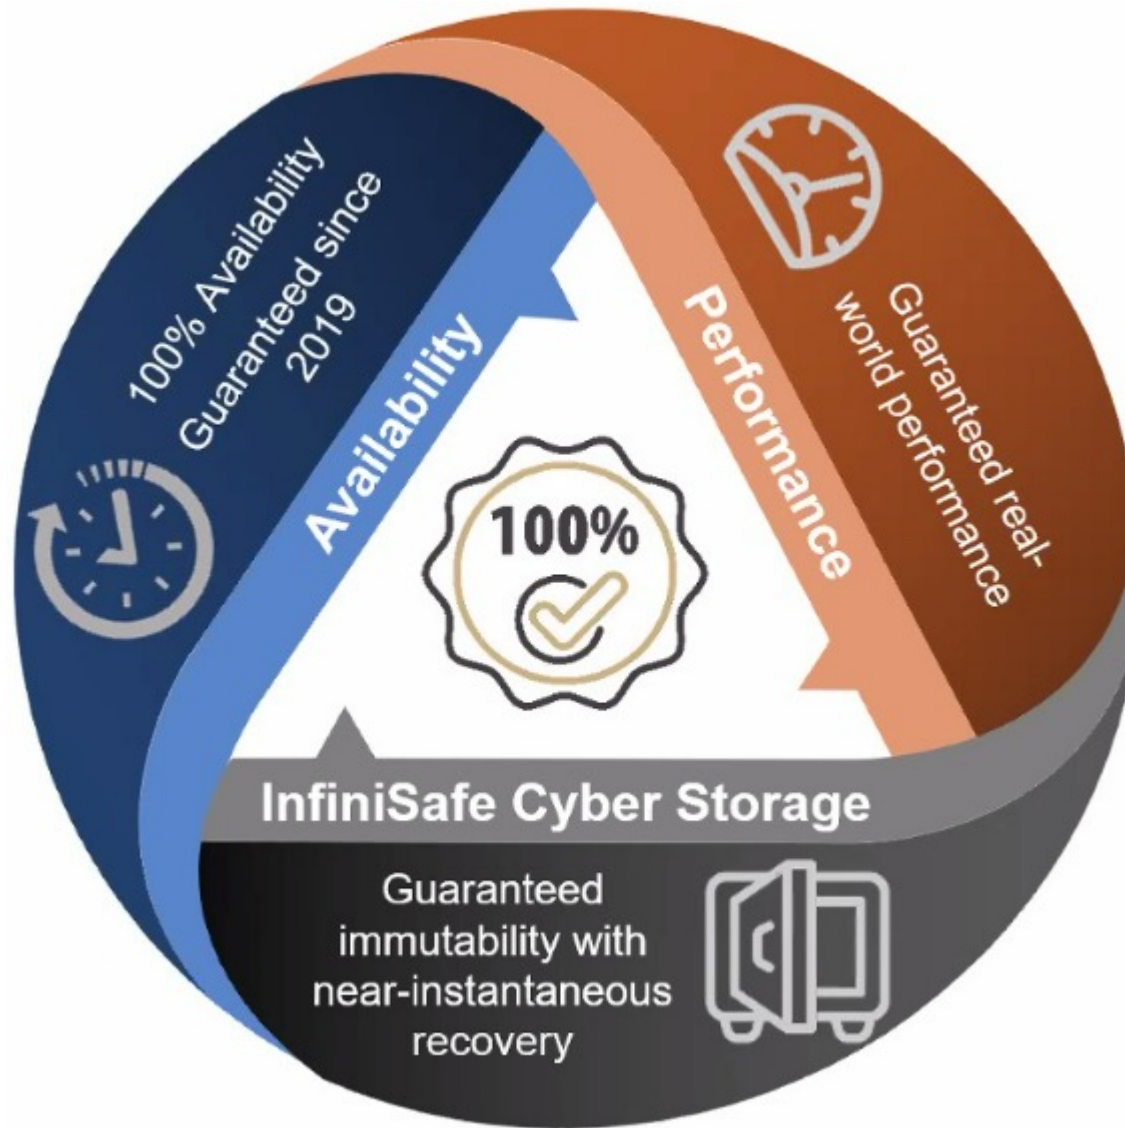 100% Availability
Guaranteed since
2019
Availability
Performance
Guaranteed real-
world performance
100%
InfiniSafe Cyber Storage
Guaranteed
immutability with
near-instantaneous
recovery